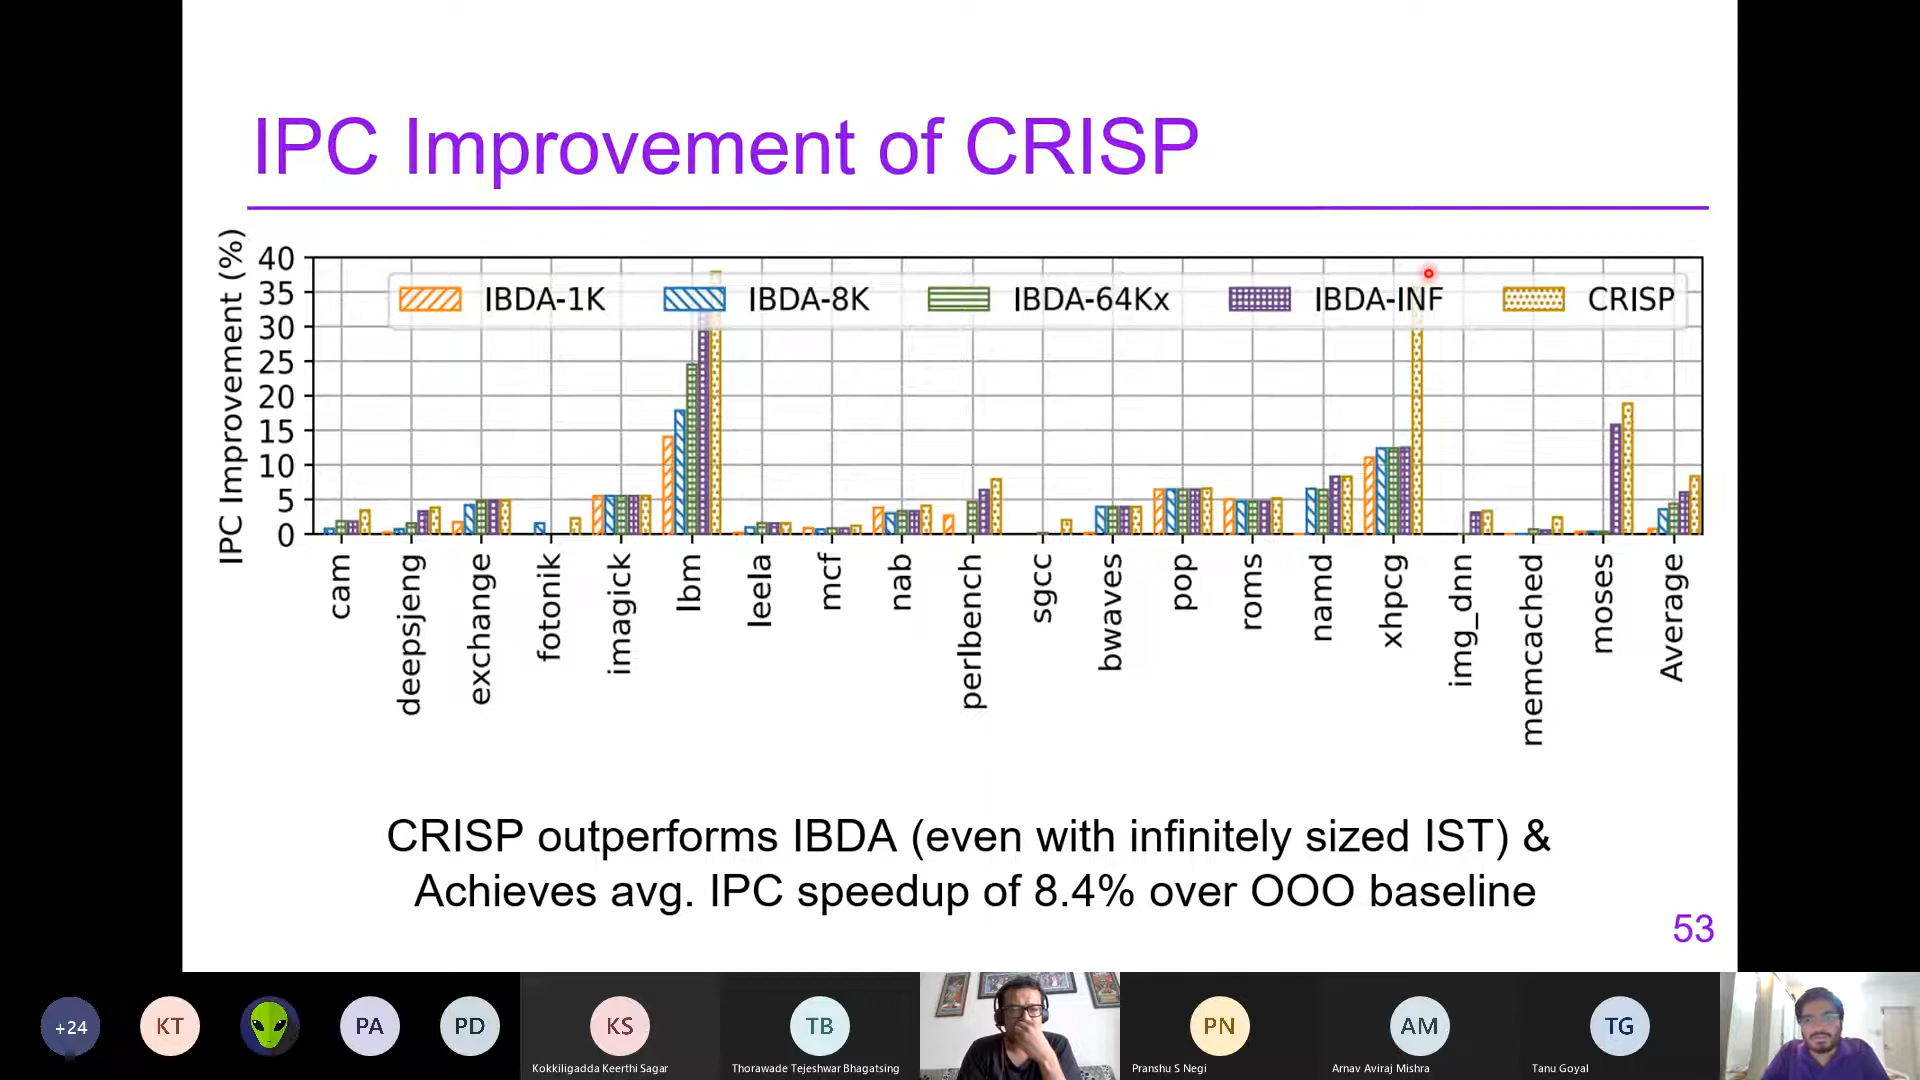 IPC Improvement of CRISP
IPC Improvement (%)
40
35
30
25
20
15
10
5
0
IBDA-1K
IBDA-8K
IBDA-64Kx
IBDA-INF
CRISP
cam
deepsjeng
exchange
fotonik
imagick
lbm
leela
mcf
nab
perlbench
sgcc
bwaves
pop
roms
namd
xhpcg
img_dnn
memcached
moses
Average
CRISP outperforms IBDA (even with infinitely sized IST) &
Achieves avg. IPC speedup of 8.4% over OOO baseline
53
+24
KT
PA
PD
KS
TB
PN
AM
TG
Kokkiligadda Keerthi Sagar
Thorawade Tejeshwar Bhagatsing
Pranshu S Negi
Arnav Aviraj Mishra
Tanu Goyal